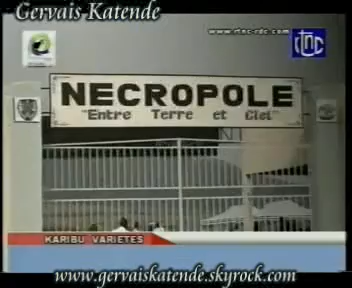 Gervais Katende
www.rtnc-rdc.com
rtnc
NECROPOLE
"Entre Terre et Ciel"
KARIBU VARIETES
www.gervaiskatende.skyrock.com